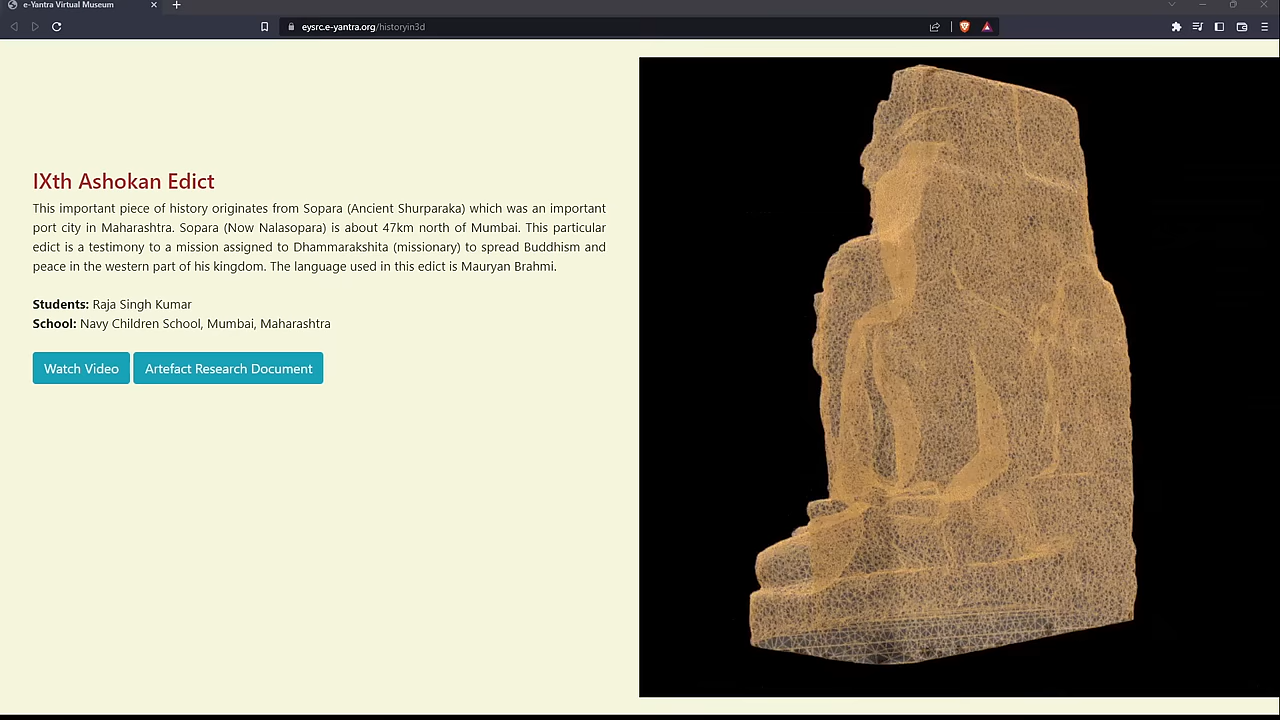 e-Yantra Virtual Museum
eysrc.e-yantra.org/historyin3d
IXth Ashokan Edict
This important piece of history originates from Sopara (Ancient Shurparaka) which was an important
port city in Maharashtra. Sopara (Now Nalasopara) is about 47km north of Mumbai. This particular
edict is a testimony to a mission assigned to Dhammarakshita (missionary) to spread Buddhism and
peace in the western part of his kingdom. The language used in this edict is Mauryan Brahmi.
Students: Raja Singh Kumar
School: Navy Children School, Mumbai, Maharashtra
Watch Video Artefact Research Document